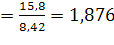 = 15,8/8,42 = 1,876